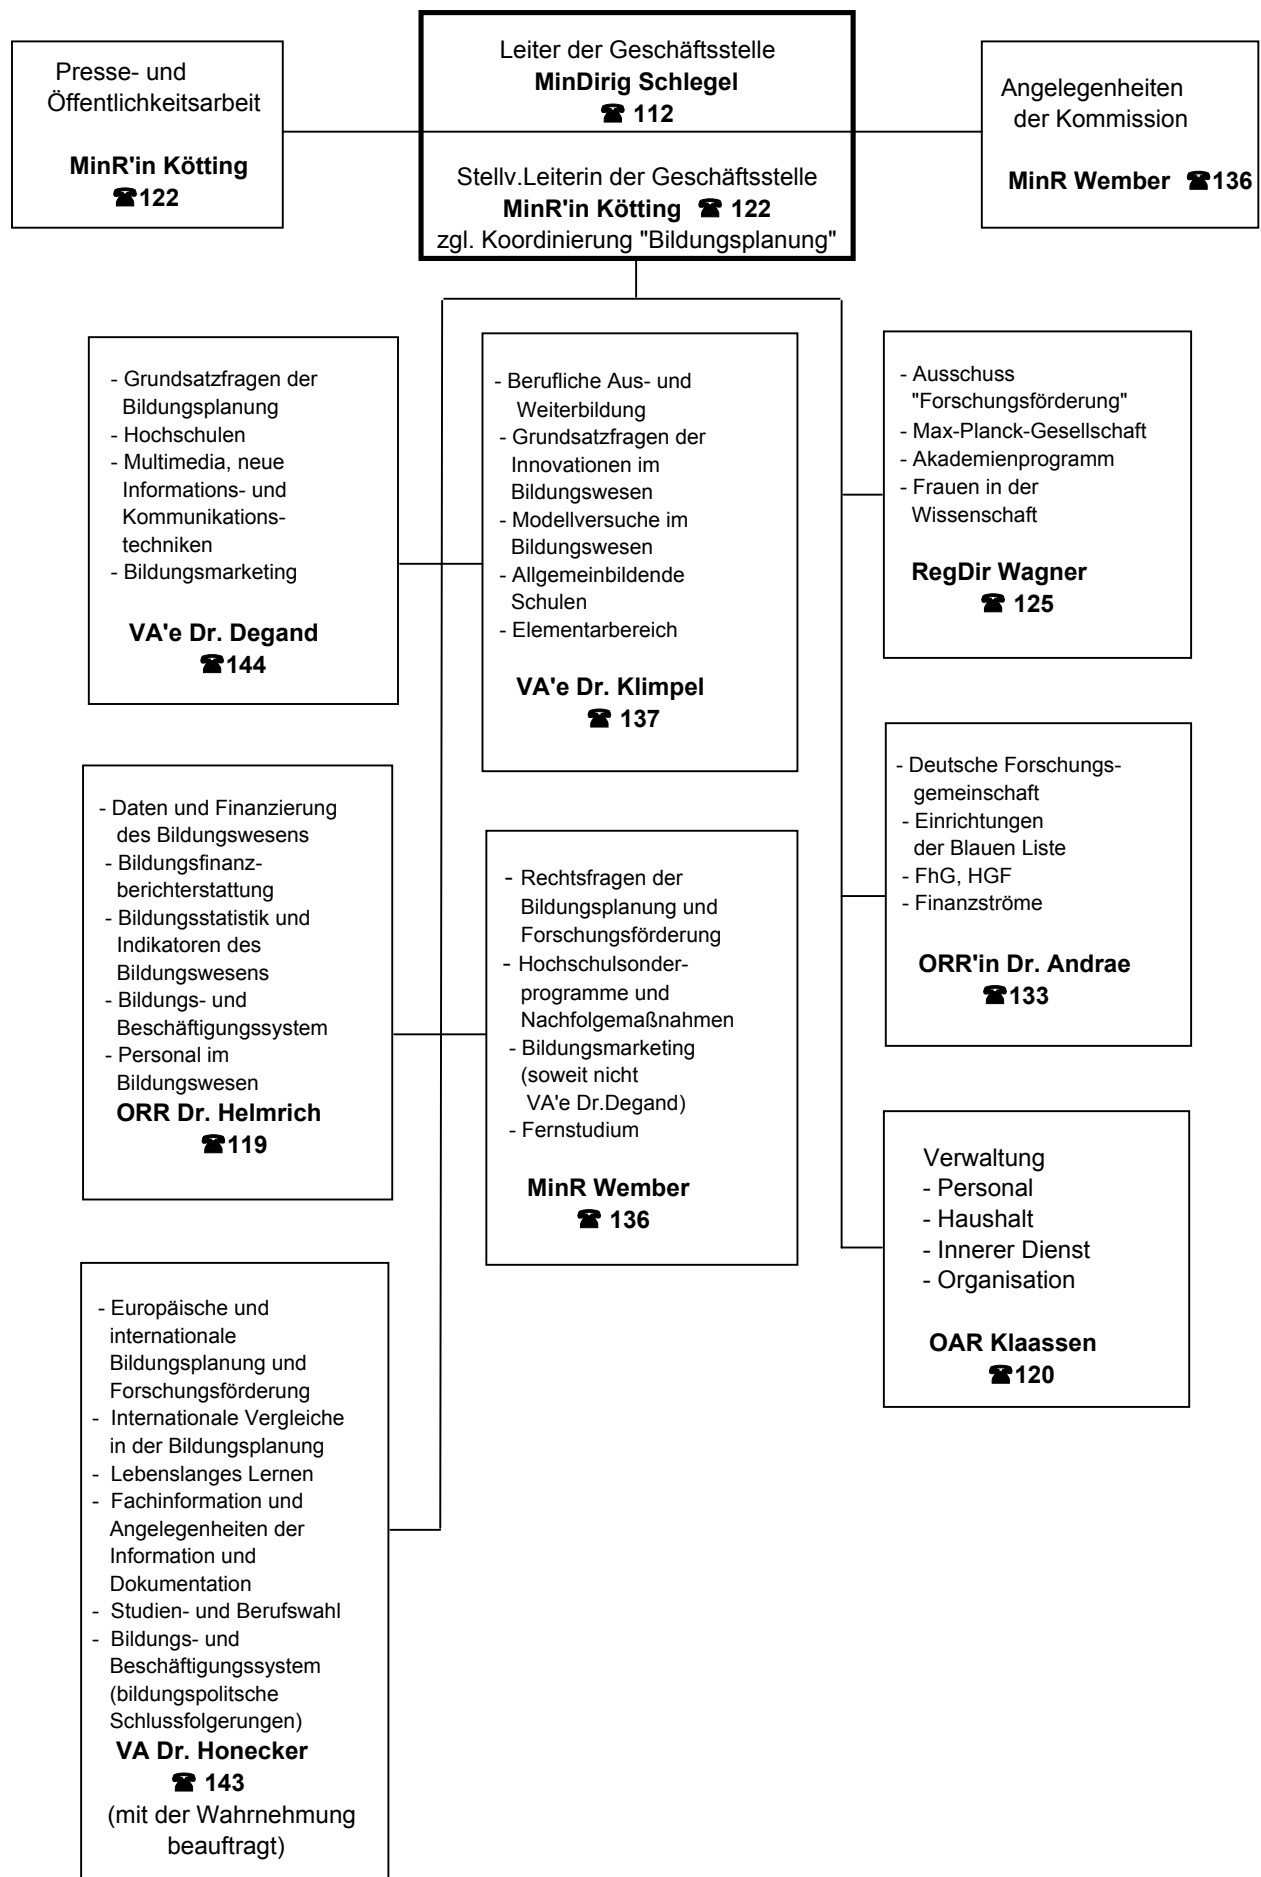 Presse- und
Öffentlichkeitsarbeit
MinR'in Kötting
☎122
Leiter der Geschäftsstelle
MinDirig Schlegel
☎ 112
Stellv.Leiterin der Geschäftsstelle
MinR'in Kötting ☎ 122
zgl. Koordinierung "Bildungsplanung"
Angelegenheiten
der Kommission
MinR Wember ☎136
- Grundsatzfragen der
Bildungsplanung
- Hochschulen
- Multimedia, neue
Informations- und
Kommunikations-
techniken
- Bildungsmarketing
VA'e Dr. Degand
☎144
- Berufliche Aus- und
Weiterbildung
- Grundsatzfragen der
Innovationen im
Bildungswesen
- Modellversuche im
Bildungswesen
- Allgemeinbildende
Schulen
- Elementarbereich
VA'e Dr. Klimpel
☎ 137
- Ausschuss
"Forschungsförderung"
- Max-Planck-Gesellschaft
- Akademienprogramm
- Frauen in der
Wissenschaft
RegDir Wagner
☎ 125
- Daten und Finanzierung
des Bildungswesens
- Bildungsfinanz-
berichterstattung
- Bildungsstatistik und
Indikatoren des
Bildungswesens
- Bildungs- und
Beschäftigungssystem
- Personal im
Bildungswesen
ORR Dr. Helmrich
☎119
- Rechtsfragen der
Bildungsplanung und
Forschungsförderung
- Hochschulsonder-
programme und
Nachfolgemaßnahmen
- Bildungsmarketing
(soweit nicht
VA'e Dr.Degand)
- Fernstudium
MinR Wember
☎ 136
- Deutsche Forschungs-
gemeinschaft
- Einrichtungen
der Blauen Liste
- FhG, HGF
- Finanzströme
ORR'in Dr. Andrae
☎133
Verwaltung
- Personal
- Haushalt
- Innerer Dienst
- Organisation
OAR Klaassen
☎120
- Europäische und
internationale
Bildungsplanung und
Forschungsförderung
- Internationale Vergleiche
in der Bildungsplanung
- Lebenslanges Lernen
- Fachinformation und
Angelegenheiten der
Information und
Dokumentation
- Studien- und Berufswahl
- Bildungs- und
Beschäftigungssystem
(bildungspolitsche
Schlussfolgerungen)
VA Dr. Honecker
☎ 143
(mit der Wahrnehmung
beauftragt)